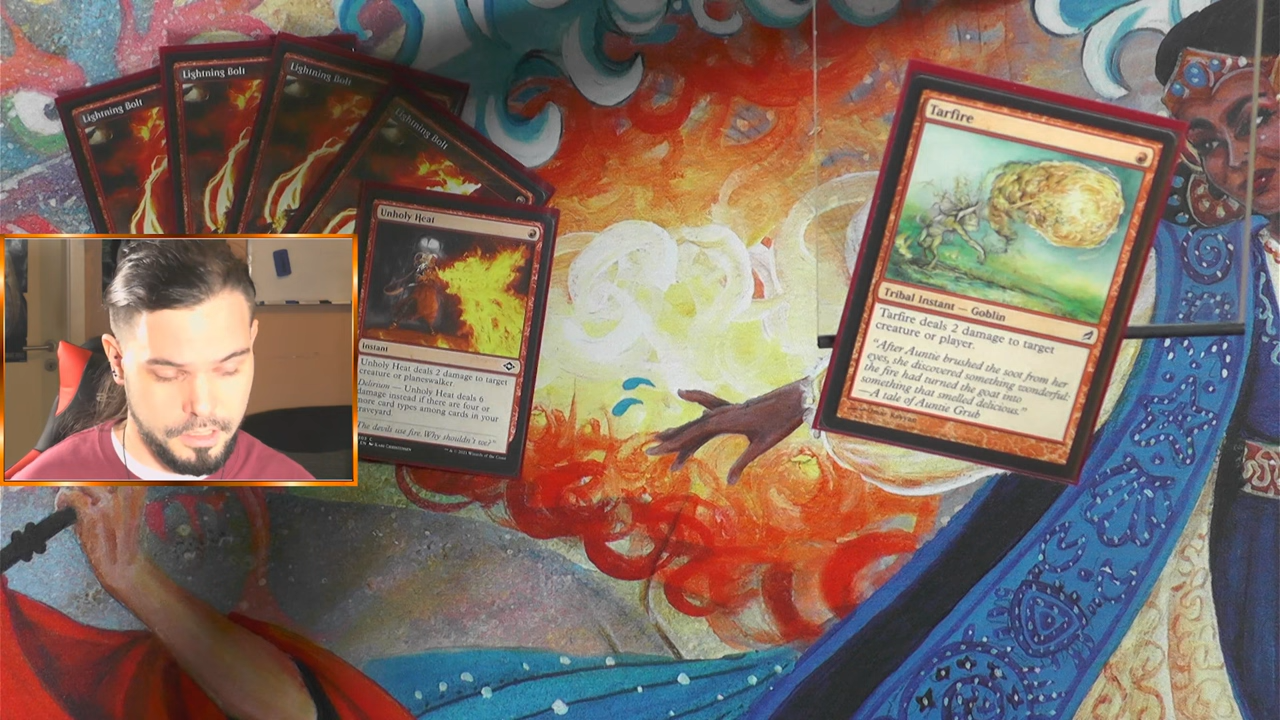 Lightning Bolt
Lightning Bolt
Lightning Bolt
Lightning Bolt
Unholy Heat
Instant
Unholy Heat deals 2 damage to target
creature or planeswalker.
Delirium — Unholy Heat deals 6
damage instead if there are four or
more card types among cards in your
graveyard.
"The devils use fire. Why shouldn't we?"
Tarfire
Tribal Instant — Goblin
Tarfire deals 2 damage to target
creature or player.
"After Auntie brushed the soot from her
eyes, she discovered something wonderful:
the fire had turned the goat into
something that smelled delicious."
—A tale of Auntie Grub